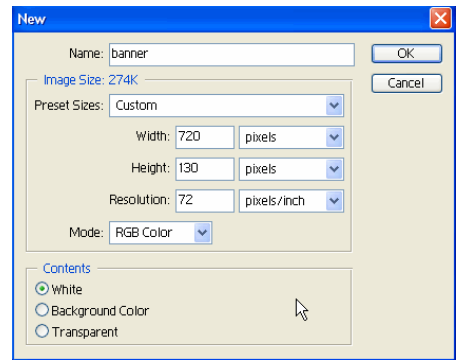 New
Name: banner
OK
Image Size: 274K
Cancel
Preset Sizes: Custom
Width: 720 pixels
Height: 130 pixels
Resolution: 72 pixels/inch
Mode: RGB Color
Contents
White
Background Color
Transparent